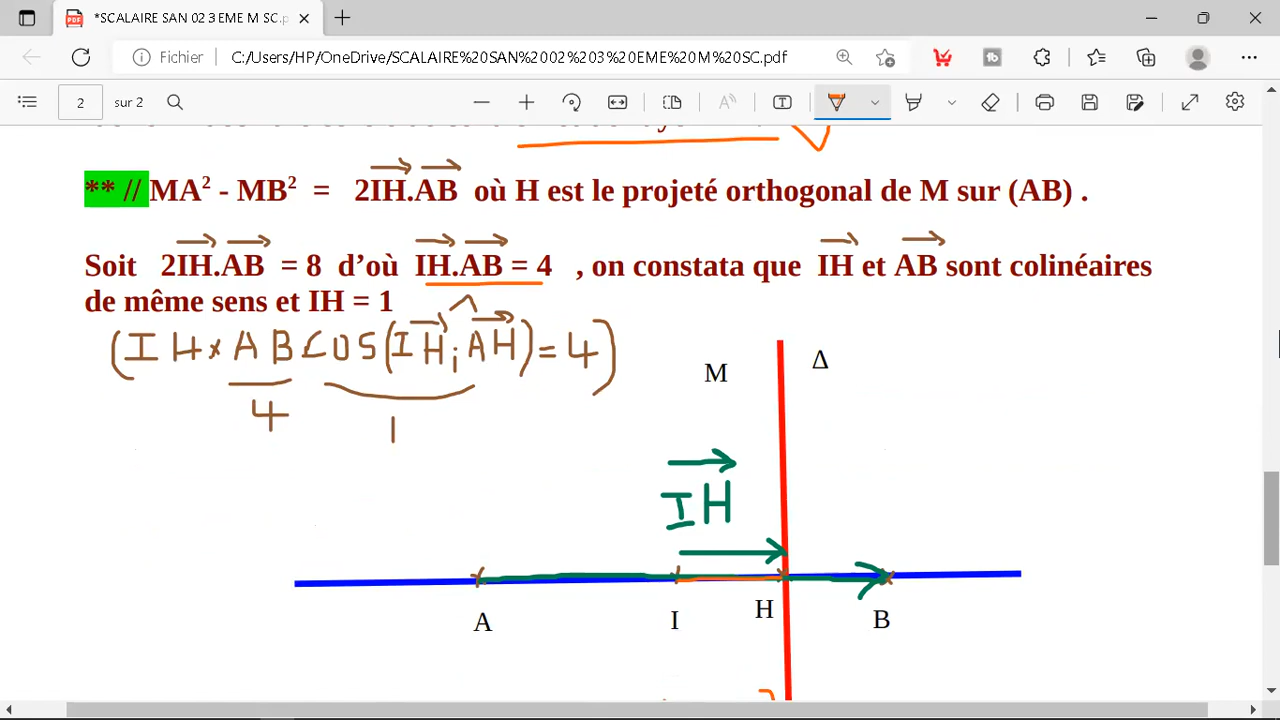 *SCALAIRE SAN 02 3 EME M SC.p
Fichier C:/Users/HP/OneDrive/SCALAIRE%20SAN%2002%203%20EME%20M%20SC.pdf
2 sur 2
** // MA² - MB² = 2IH.AB où H est le projeté orthogonal de M sur (AB) .
Soit 2IH.AB = 8 d’où IH.AB = 4 , on constata que IH et AB sont colinéaires
de même sens et IH = 1
(IH×AB COS(IH;AH)=4)
4
1
M Δ
IH
A I H B